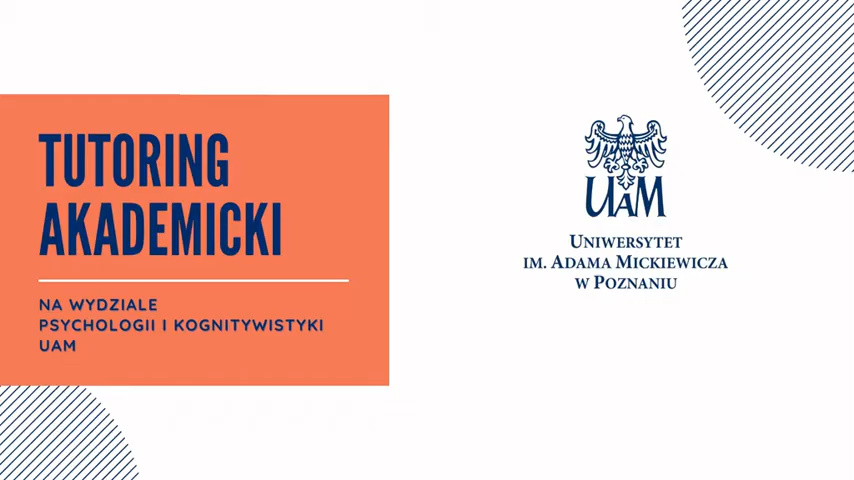 TUTORING
AKADEMICKI
NA WYDZIALE
PSYCHOLOGII I KOGNITYWISTYKI
UAM
UAM
UNIWERSYTET
IM. ADAMA MICKIEWICZA
W POZNANIU